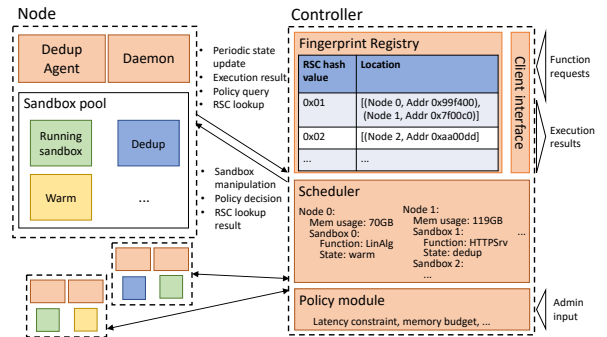 Node
Dedup
Agent
Daemon
Sandbox pool
Running
sandbox
Dedup
Warm
...
• Periodic state
update
• Execution result
• Policy query
• RSC lookup
• Sandbox
manipulation
• Policy decision
• RSC lookup
result
Controller
Fingerprint Registry
RSC hash
value
Location
0x01
[(Node 0, Addr 0x99f400),
(Node 1, Addr 0x7f00c0)]
0x02
[(Node 2, Addr 0xaa00dd]
...
...
Client interface
Function
requests
Execution
results
Scheduler
Node 0:
Mem usage: 70GB
Sandbox 0:
Function: LinAlg
State: warm
Node 1:
Mem usage: 119GB
Sandbox 1:
...
Function: HTTPSrv
State: dedup
Sandbox 2:
...
Policy module
Latency constraint, memory budget, ...
Admin
input